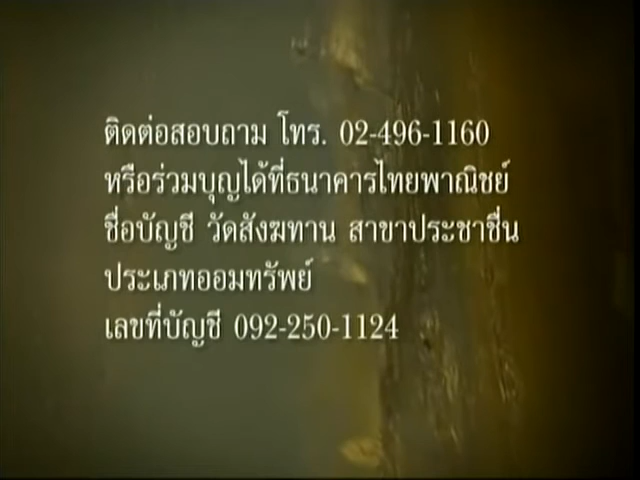 ติดต่อสอบถาม โทร. 02-496-1160
หรือร่วมบุญได้ที่ธนาคารไทยพาณิชย์
ชื่อบัญชี วัดสังฆทาน สาขาประชาชื่น
ประเภทออมทรัพย์
เลขที่บัญชี 092-250-1124